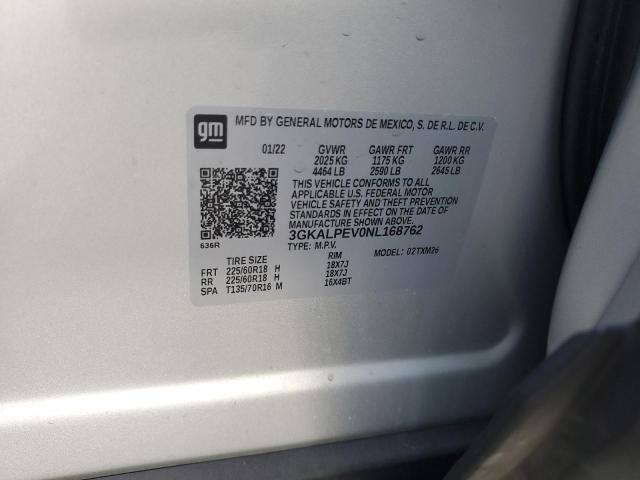 gm
MFD BY GENERAL MOTORS DE MEXICO, S. DE R.L. DE C.V.
01/22 GVWR GAWR FRT GAWR RR
2025 KG 1175 KG 1200 KG
4464 LB 2590 LB 2645 LB
THIS VEHICLE CONFORMS TO ALL
APPLICABLE U.S. FEDERAL MOTOR
VEHICLE SAFETY AND THEFT PREVENTION
STANDARDS IN EFFECT ON THE DATE OF
MANUFACTURE SHOWN ABOVE.
3GKALPEV0NL168762
636R
TYPE: M.P.V. MODEL: 02TXM26
TIRE SIZE RIM
FRT 225/60R18 H 18X7J
RR 225/60R18 H 18X7J
SPA T135/70R16 M 16X4BT